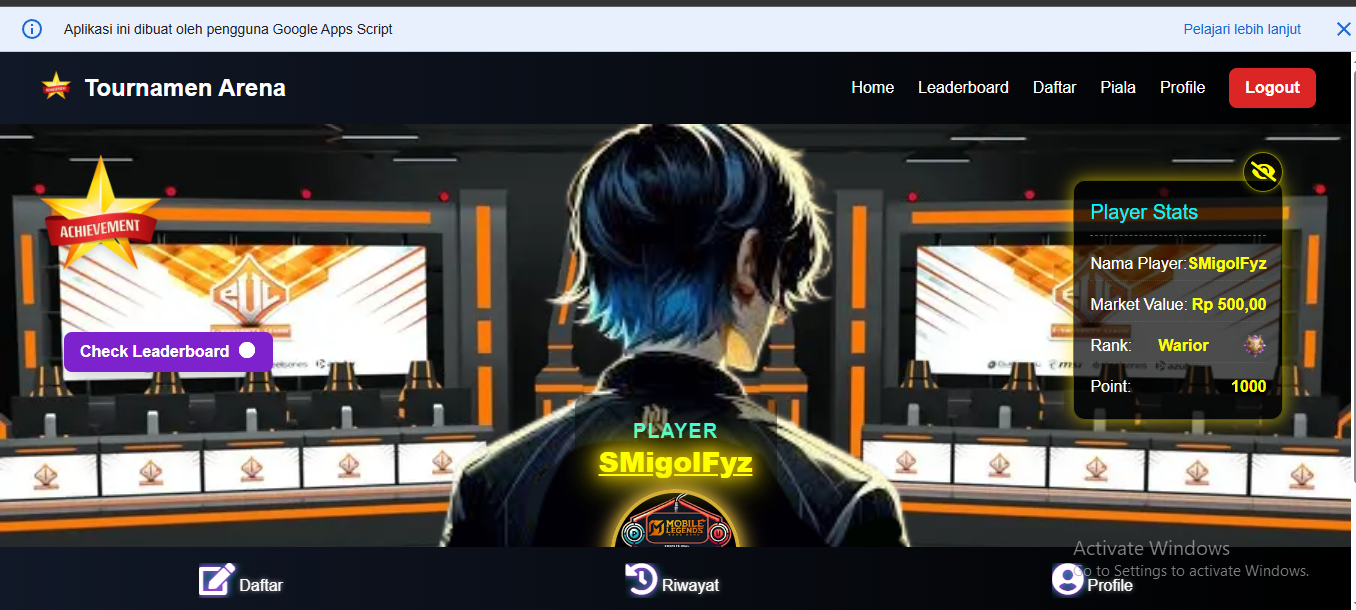 Aplikasi ini dibuat oleh pengguna Google Apps Script
Pelajari lebih lanjut
Tournamen Arena
Home
Leaderboard
Daftar
Piala
Profile
Logout
ACHIEVEMENT
Check Leaderboard
PLAYER
SMigolFyz
MOBILE
LEGENDS
Player Stats
Nama Player: SMigolFyz
Market Value: Rp 500,00
Rank: Warior
Point: 1000
Daftar
Riwayat
Profile
Activate Windows
Go to Settings to activate Windows.